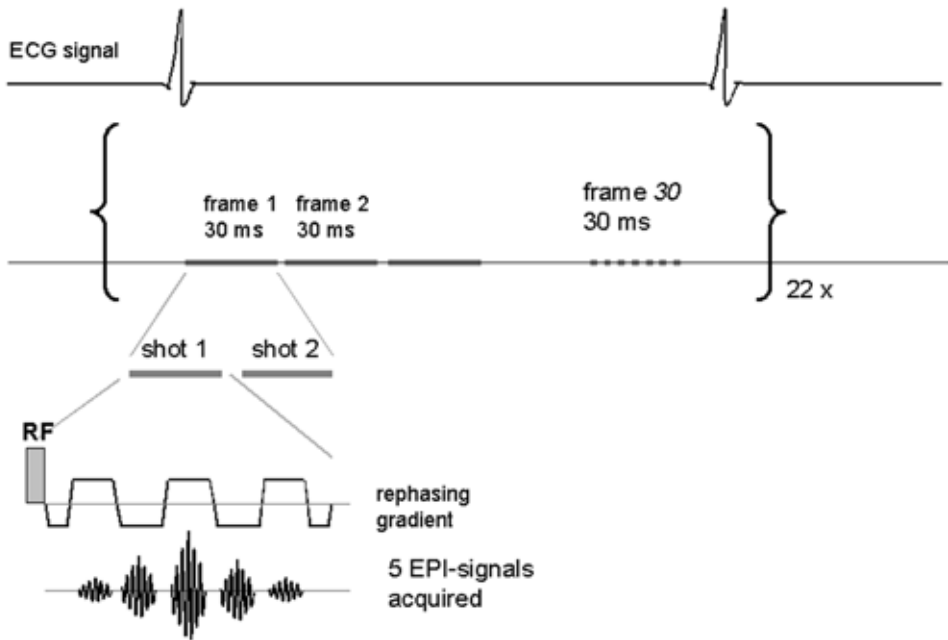 ECG signal
frame 1
30 ms
frame 2
30 ms
frame 30
30 ms
22 x
shot 1
shot 2
RF
rephasing
gradient
5 EPI-signals
acquired